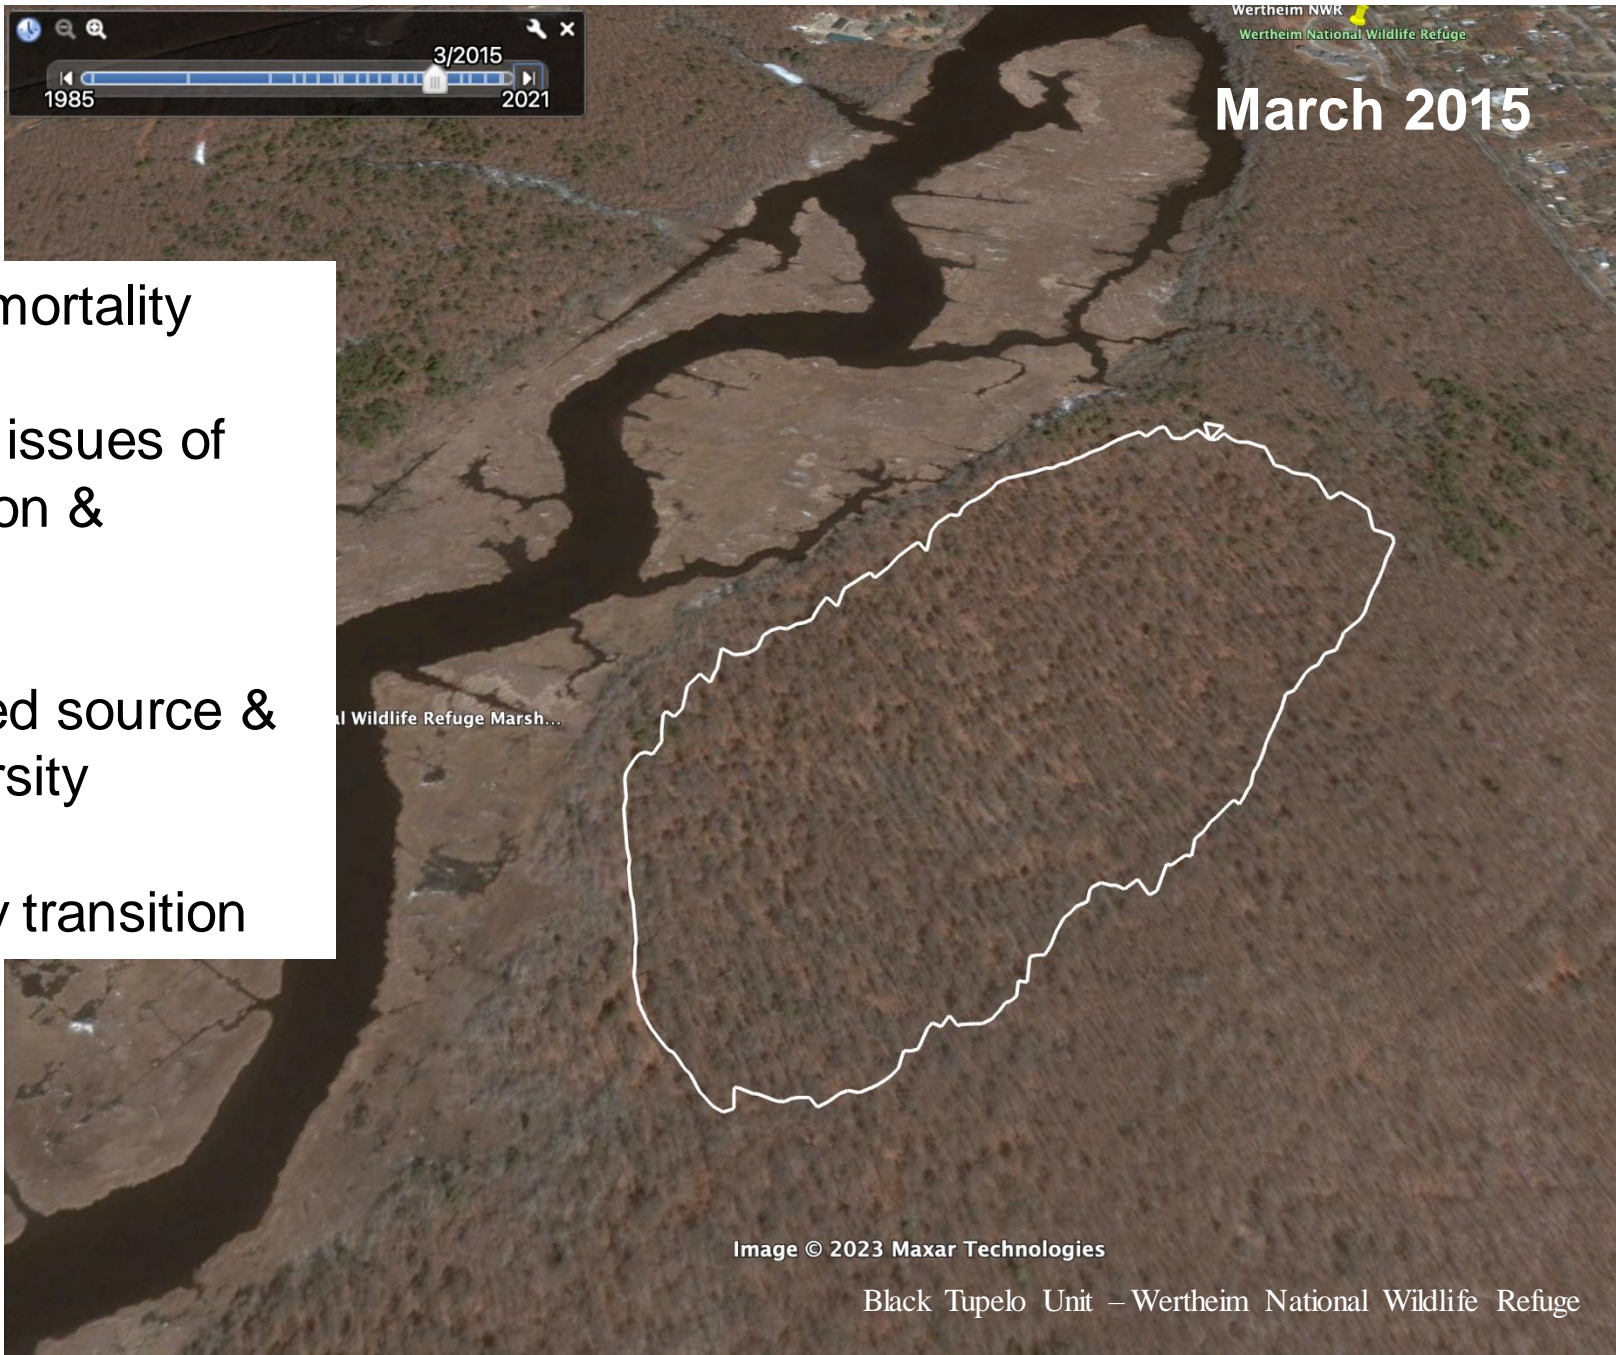 3/2015
1985
2021
Wertheim NWR
Wertheim National Wildlife Refuge
March 2015
mortality
issues of
on &
ed source &
rsity
y transition
al Wildlife Refuge Marsh...
Image © 2023 Maxar Technologies
Black Tupelo Unit – Wertheim National Wildlife Refuge